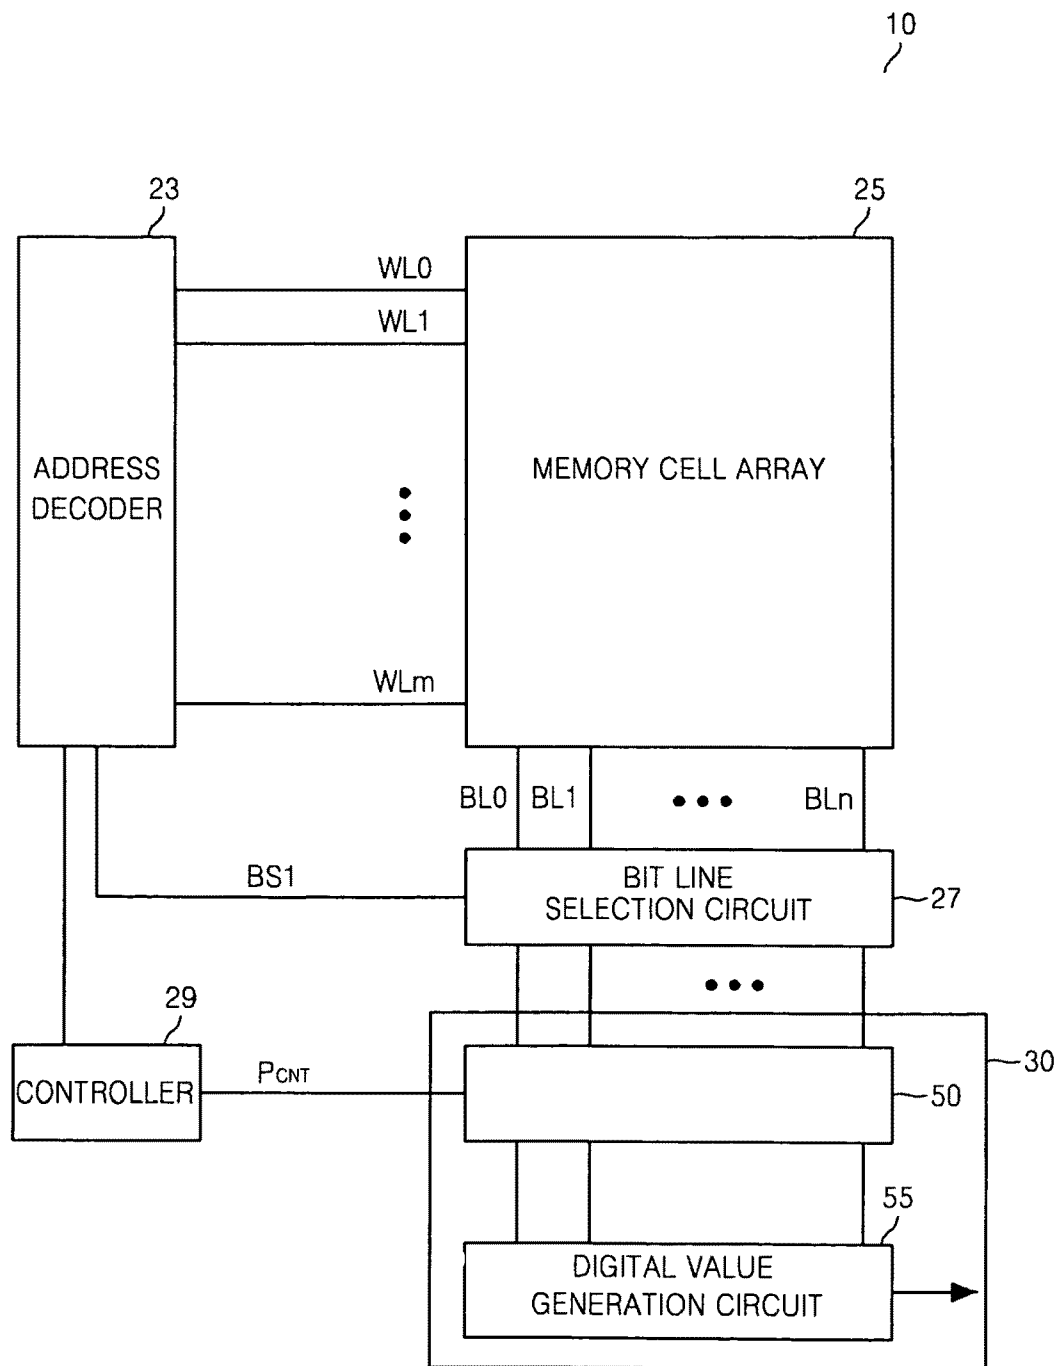 10
23
25
WL0
WL1
ADDRESS
DECODER
MEMORY CELL ARRAY
WLm
BL0
BL1
BLn
BS1
BIT LINE
SELECTION CIRCUIT
27
29
CONTROLLER
PCNT
30
50
55
DIGITAL VALUE
GENERATION CIRCUIT